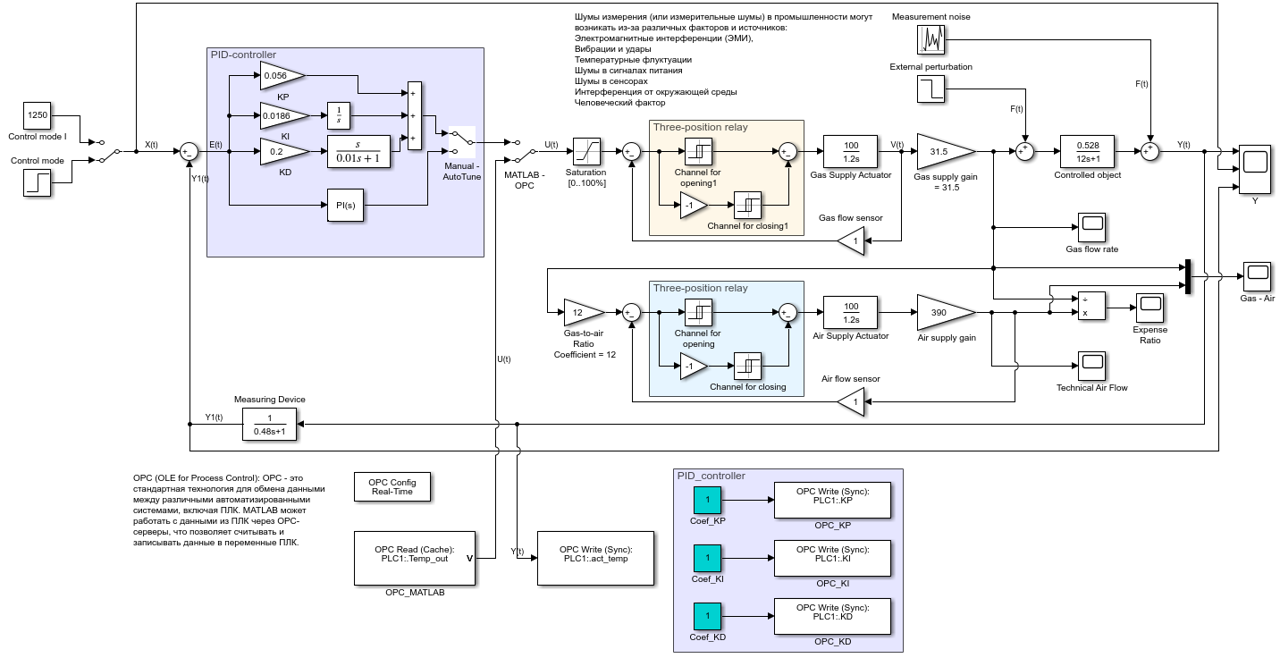 Шумы измерения (или измерительные шумы) в промышленности могут
возникать из-за различных факторов и источников:
Электромагнитные интерференции (ЭМИ),
Вибрации и удары
Температурные флуктуации
Шумы в сигналах питания
Шумы в сенсорах
Интерференция от окружающей среды
Человеческий фактор
Measurement noise
External perturbation
F(t)
F(t)
PID-controller
0.056
KP
0.0186
KI
1
s
0.2
KD
s
0.01s + 1
PI(s)
+
+
+
Manual -
AutoTune
1250
Control mode I
Control mode
X(t)
E(t)
Y1(t)
MATLAB -
OPC
U(t)
Saturation
[0..100%]
Three-position relay
Channel for
opening1
-1
Channel for closing1
100
1.2s
Gas Supply Actuator
V(t)
31.5
Gas supply gain
= 31.5
0.528
12s+1
Controlled object
Y(t)
Y
Gas flow sensor
1
Gas flow rate
Gas - Air
12
Gas-to-air
Ratio
Coefficient = 12
Three-position relay
Channel for
opening
-1
Channel for closing
100
1.2s
Air Supply Actuator
390
Air supply gain
÷
x
Expense
Ratio
Technical Air Flow
Air flow sensor
1
U(t)
Measuring Device
Y1(t)
1
0.48s+1
OPC (OLE for Process Control): OPC - это
стандартная технология для обмена данными
между различными автоматизированными
системами, включая ПЛК. MATLAB может
работать с данными из ПЛК через OPC-
серверы, что позволяет считывать и
записывать данные в переменные ПЛК.
OPC Config
Real-Time
OPC Read (Cache):
PLC1:.Temp_out
V
OPC_MATLAB
Y(t)
OPC Write (Sync):
PLC1:.act_temp
PID_controller
1
Coef_KP
OPC Write (Sync):
PLC1:.KP
OPC_KP
1
Coef_KI
OPC Write (Sync):
PLC1:.KI
OPC_KI
1
Coef_KD
OPC Write (Sync):
PLC1:.KD
OPC_KD